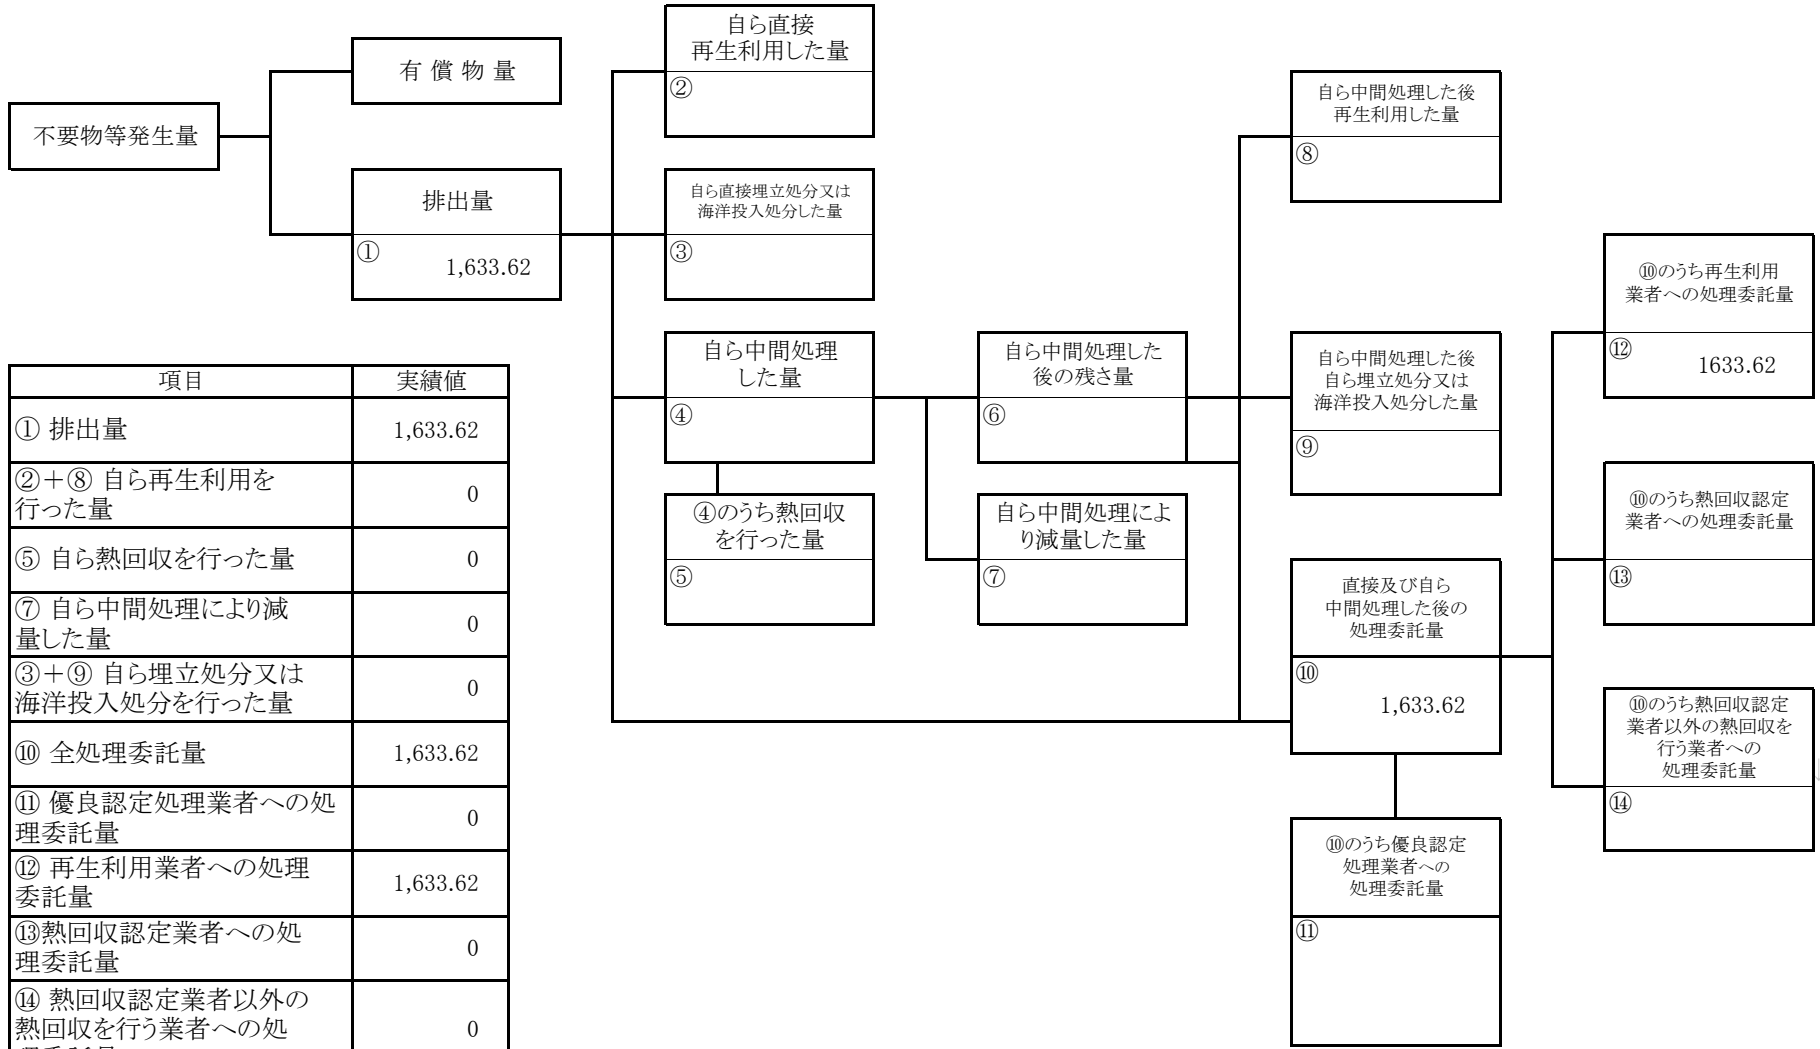 自ら直接
再生利用した量
②
有 償 物 量
不要物等発生量
排出量
①
1,633.62
自ら直接埋立処分又は
海洋投入処分した量
③
自ら中間処理した後
再生利用した量
⑧
⑩のうち再生利用
業者への処理委託量
⑫
1633.62
自ら中間処理
した量
④
自ら中間処理した
後の残さ量
⑥
自ら中間処理した後
自ら埋立処分又は
海洋投入処分した量
⑨
④のうち熱回収
を行った量
⑤
自ら中間処理によ
り減量した量
⑦
⑩のうち熱回収認定
業者への処理委託量
⑬
直接及び自ら
中間処理した後の
処理委託量
⑩
1,633.62
⑩のうち熱回収認定
業者以外の熱回収を
行う業者への
処理委託量
⑭
⑩のうち優良認定
処理業者への
処理委託量
⑪
項目 実績値
① 排出量 1,633.62
②＋⑧ 自ら再生利用を
行った量 0
⑤ 自ら熱回収を行った量 0
⑦ 自ら中間処理により減
量した量 0
③＋⑨ 自ら埋立処分又は
海洋投入処分を行った量 0
⑩ 全処理委託量 1,633.62
⑪ 優良認定処理業者への処
理委託量 0
⑫ 再生利用業者への処理
委託量 1,633.62
⑬熱回収認定業者への処
理委託量 0
⑭ 熱回収認定業者以外の
熱回収を行う業者への処 0